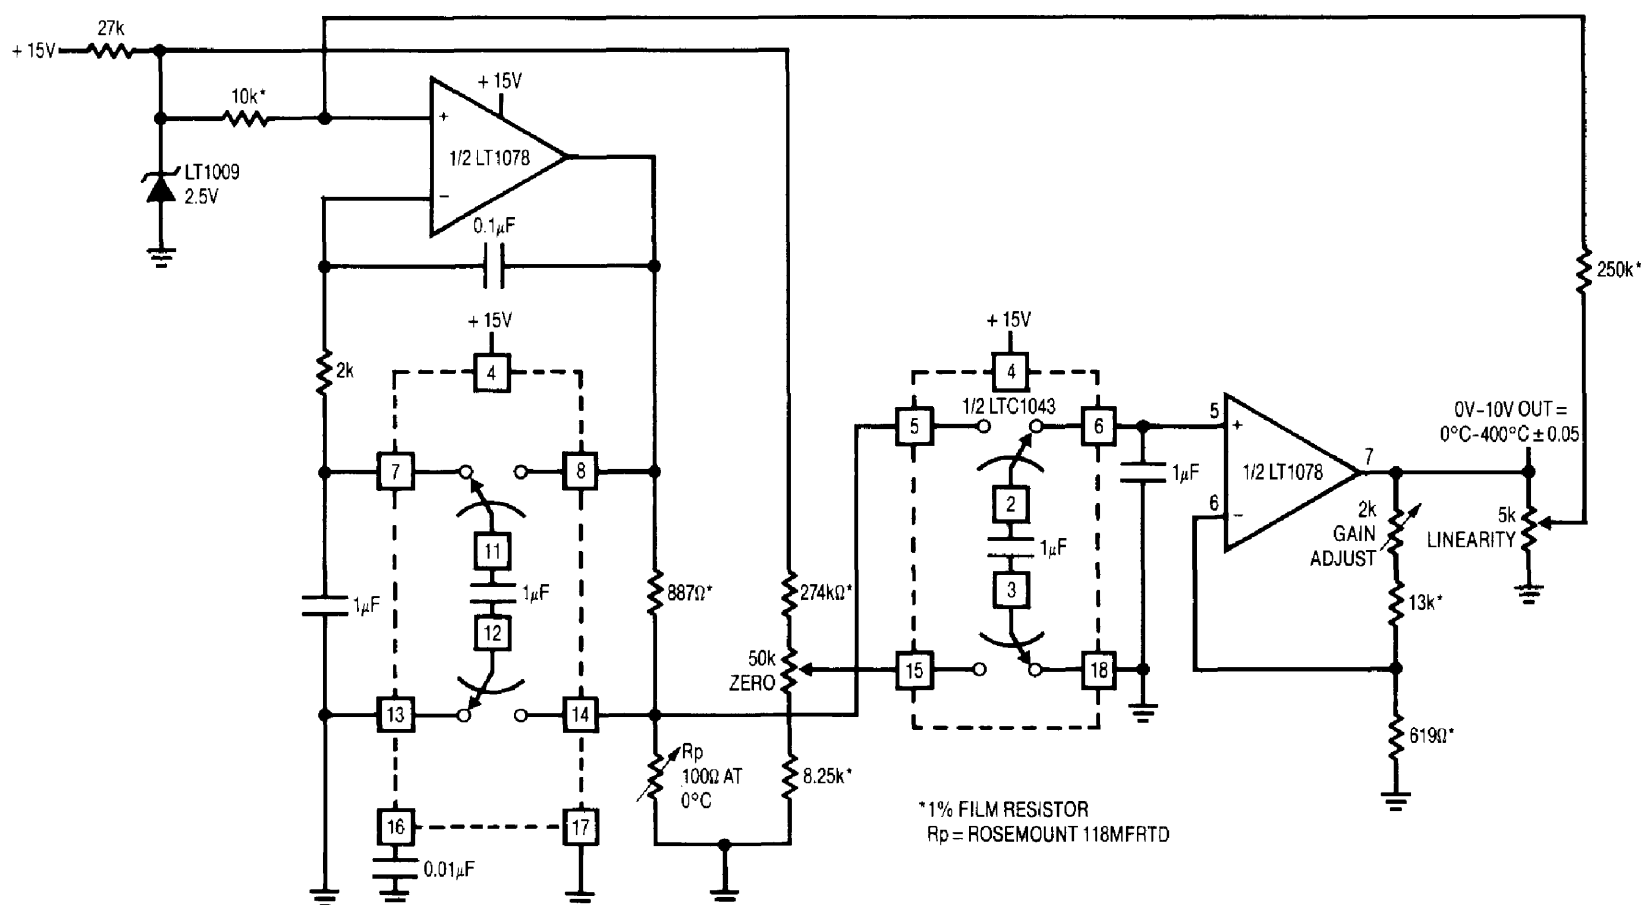 27k
+ 15V
10k*
+ 15V
+
1/2 LT1078
−
LT1009
2.5V
0.1µF
250k*
+ 15V
4
2k
7
8
11
1µF
12
1µF
13
14
16
17
0.01µF
887Ω*
Rp
100Ω AT
0°C
274kΩ*
50k
ZERO
8.25k*
+ 15V
4
1/2 LTC1043
5
6
2
1µF
3
15
18
1µF
5
+
1/2 LT1078
6
−
7
0V–10V OUT =
0°C–400°C ± 0.05
2k
GAIN
ADJUST
5k
LINEARITY
13k*
619Ω*
*1% FILM RESISTOR
Rp = ROSEMOUNT 118MFRTD